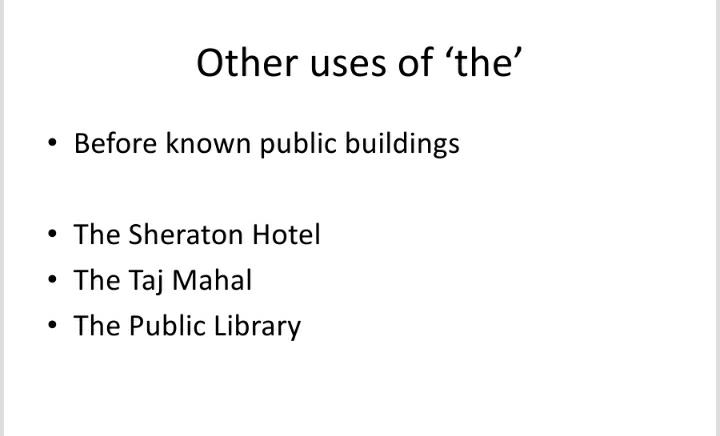 Other uses of ‘the’
• Before known public buildings
• The Sheraton Hotel
• The Taj Mahal
• The Public Library